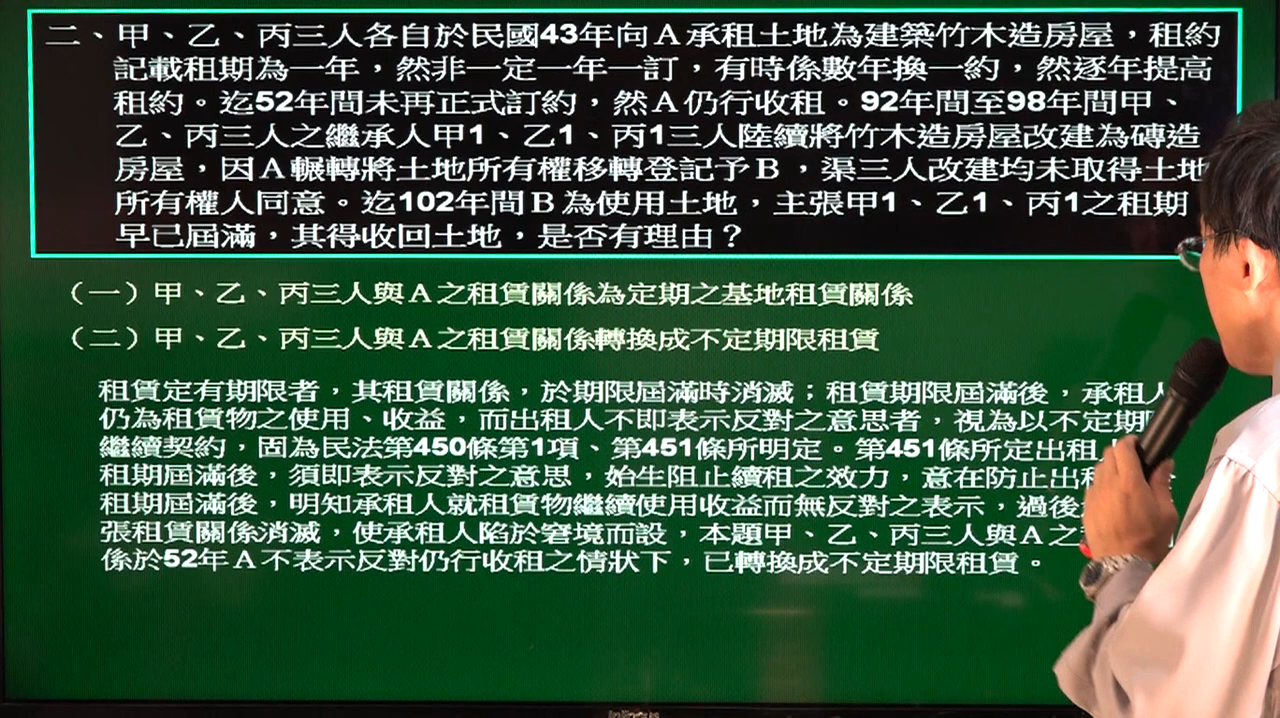 二、甲、乙、丙三人各自於民國43年向A承租土地為建築竹木造房屋，租約
記載租期為一年，然非一定一年一訂，有時係數年換一約，然逐年提高
租約。迄52年間未再正式訂約，然A仍行收租。92年間至98年間甲、
乙、丙三人之繼承人甲1、乙1、丙1三人陸續將竹木造房屋改建為磚造
房屋，因A輾轉將土地所有權移轉登記予B，渠三人改建均未取得土地
所有權人同意。迄102年間B為使用土地，主張甲1、乙1、丙1之租期
早已屆滿，其得收回土地，是否有理由？
（一）甲、乙、丙三人與A之租賃關係為定期之基地租賃關係
（二）甲、乙、丙三人與A之租賃關係轉換成不定期限租賃
租賃定有期限者，其租賃關係，於期限屆滿時消滅；租賃期限屆滿後，承租人
仍為租賃物之使用、收益，而出租人不即表示反對之意思者，視為以不定期
繼續契約，固為民法第450條第1項、第451條所明定。第451條所定出租
租期屆滿後，須即表示反對之意思，始生阻止續租之效力，意在防止出
租期屆滿後，明知承租人就租賃物繼續使用收益而無反對之表示，過後
張租賃關係消滅，使承租人陷於窘境而設，本題甲、乙、丙三人與A之
係於52年A不表示反對仍行收租之情狀下，已轉換成不定期限租賃。